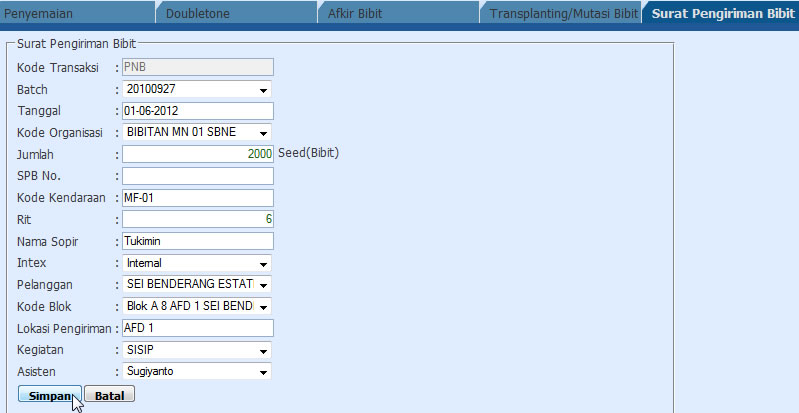 Penyemaian Doubletone Afkir Bibit Transplanting/Mutasi Bibit Surat Pengiriman Bibit
Surat Pengiriman Bibit
Kode Transaksi : PNB
Batch : 20100927
Tanggal : 01-06-2012
Kode Organisasi : BIBITAN MN 01 SBNE
Jumlah : 2000 Seed(Bibit)
SPB No. :
Kode Kendaraan : MF-01
Rit : 6
Nama Sopir : Tukimin
Intex : Internal
Pelanggan : SEI BENDERANG ESTAT
Kode Blok : Blok A 8 AFD 1 SEI BEND
Lokasi Pengiriman : AFD 1
Kegiatan : SISIP
Asisten : Sugiyanto
Simpan Batal